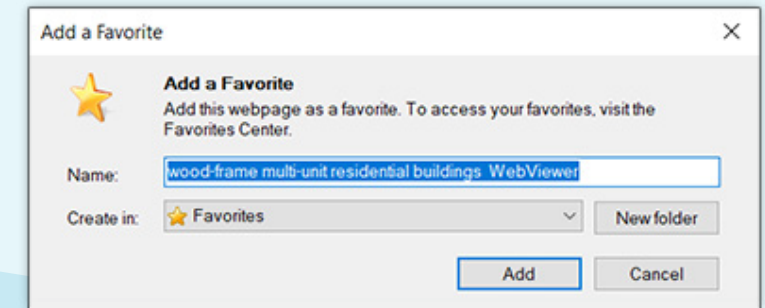 Add a Favorite
Add a Favorite
Add this webpage as a favorite. To access your favorites, visit the
Favorites Center.
Name: wood-frame multi-unit residential buildings WebViewer
Create in: Favorites New folder
Add Cancel